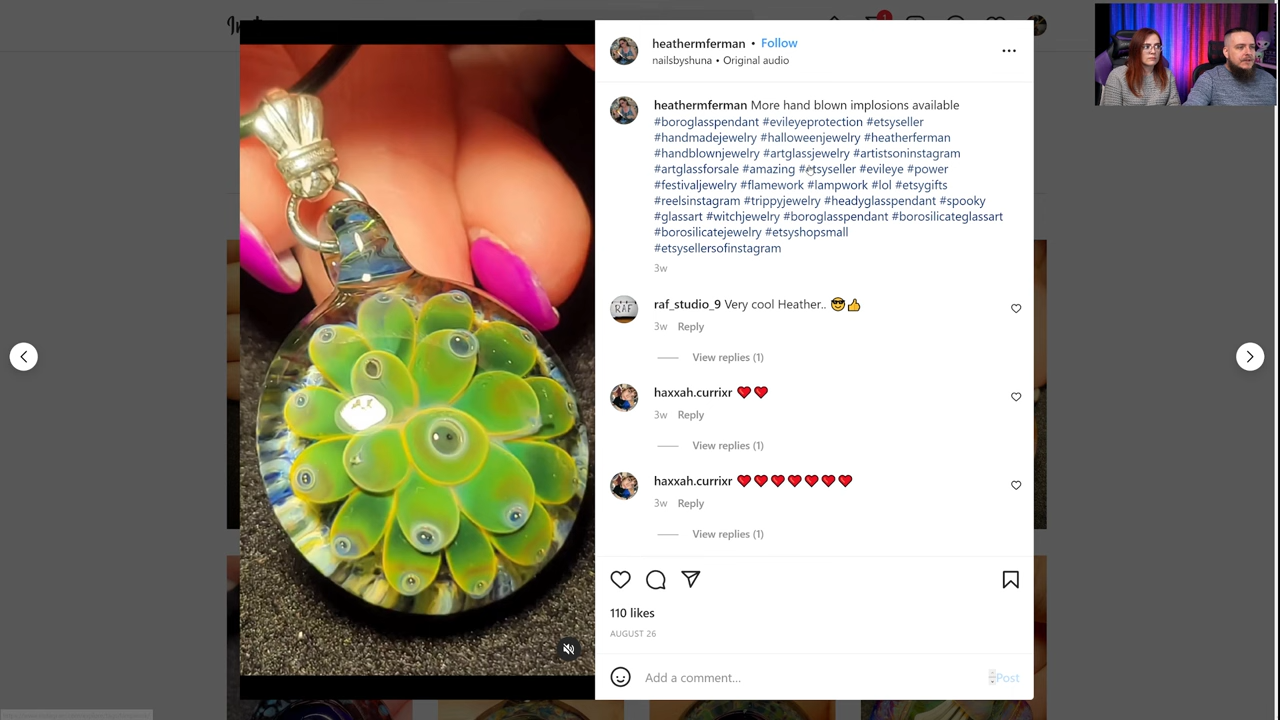 1
heathermferman • Follow
nailsbyshuna • Original audio
heathermferman More hand blown implosions available
#boroglasspendant #evileyeprotection #etsyseller
#handmadejewelry #halloweenjewelry #heatherferman
#handblownjewelry #artglassjewelry #artistsoninstagram
#artglassforsale #amazing #etsyseller #evileye #power
#festivaljewelry #flamework #lampwork #lol #etsygifts
#reelsinstagram #trippyjewelry #headyglasspendant #spooky
#glassart #witchjewelry #boroglasspendant #borosilicateglassart
#borosilicatejewelry #etsyshopsmall
#etsysellersofinstagram
3w
raf_studio_9 Very cool Heather.. 😎👍
3w Reply
View replies (1)
haxxah.currixr ❤️❤️
3w Reply
View replies (1)
haxxah.currixr ❤️❤️❤️❤️❤️❤️❤️
3w Reply
View replies (1)
110 likes
AUGUST 26
Add a comment...
Post
RAF